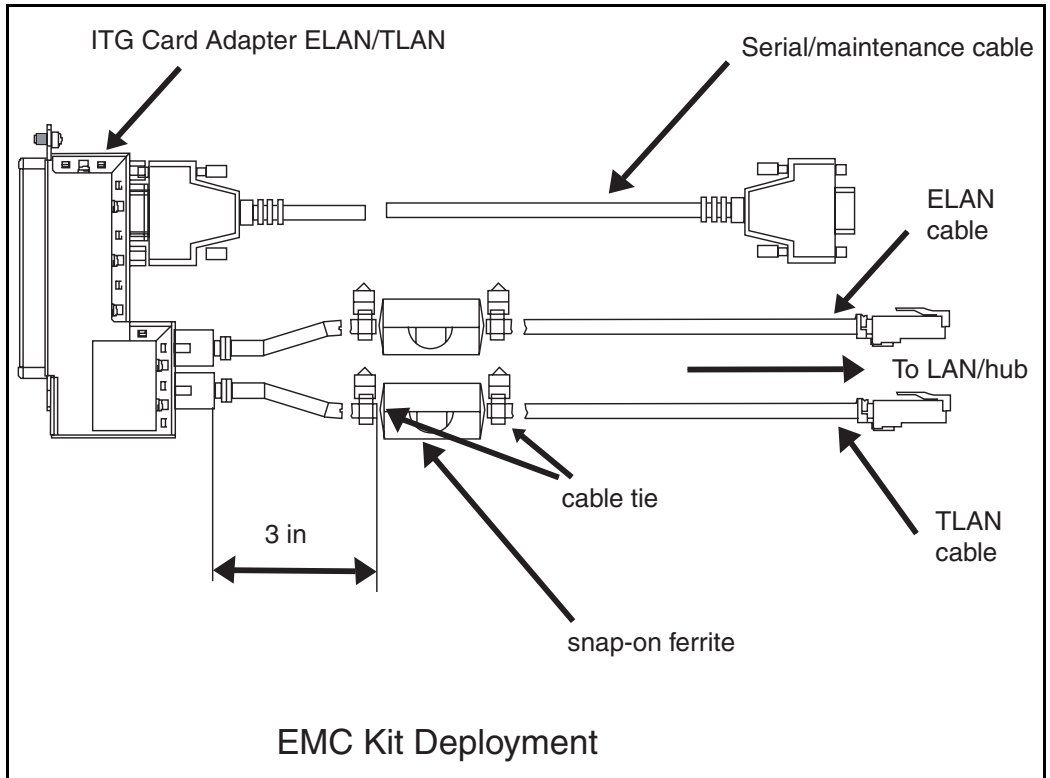 ITG Card Adapter ELAN/TLAN
Serial/maintenance cable
ELAN
cable
To LAN/hub
cable tie
TLAN
cable
3 in
snap-on ferrite
EMC Kit Deployment